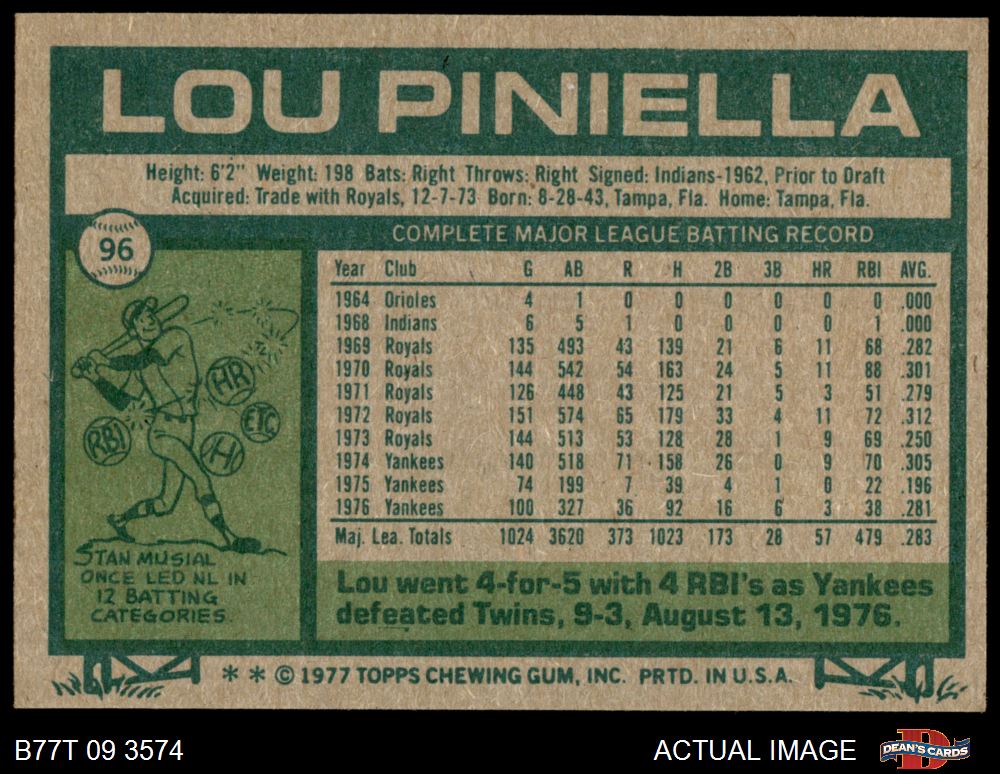 LOU PINIELLA
Height: 6'2" Weight: 198 Bats: Right Throws: Right Signed: Indians-1962, Prior to Draft
Acquired: Trade with Royals, 12-7-73 Born: 8-28-43, Tampa, Fla. Home: Tampa, Fla.
96
COMPLETE MAJOR LEAGUE BATTING RECORD
Year Club G AB R H 2B 3B HR RBI AVG.
1964 Orioles 4 1 0 0 0 0 0 0 .000
1968 Indians 6 5 1 0 0 0 0 1 .000
1969 Royals 135 493 43 139 21 6 11 68 .282
1970 Royals 144 542 54 163 24 5 11 88 .301
1971 Royals 126 448 43 125 21 5 3 51 .279
1972 Royals 151 574 65 179 33 4 11 72 .312
1973 Royals 144 513 53 128 28 1 9 69 .250
1974 Yankees 140 518 71 158 26 0 9 70 .305
1975 Yankees 74 199 7 39 4 1 0 22 .196
1976 Yankees 100 327 36 92 16 6 3 38 .281
Maj. Lea. Totals 1024 3620 373 1023 173 28 57 479 .283
HR
ETC
RBI
H
STAN MUSIAL
ONCE LED NL IN
12 BATTING
CATEGORIES.
Lou went 4-for-5 with 4 RBI's as Yankees
defeated Twins, 9-3, August 13, 1976.
* * © 1977 TOPPS CHEWING GUM, INC. PRTD. IN U.S.A.
B77T 09 3574
ACTUAL IMAGE
DEAN'S CARDS